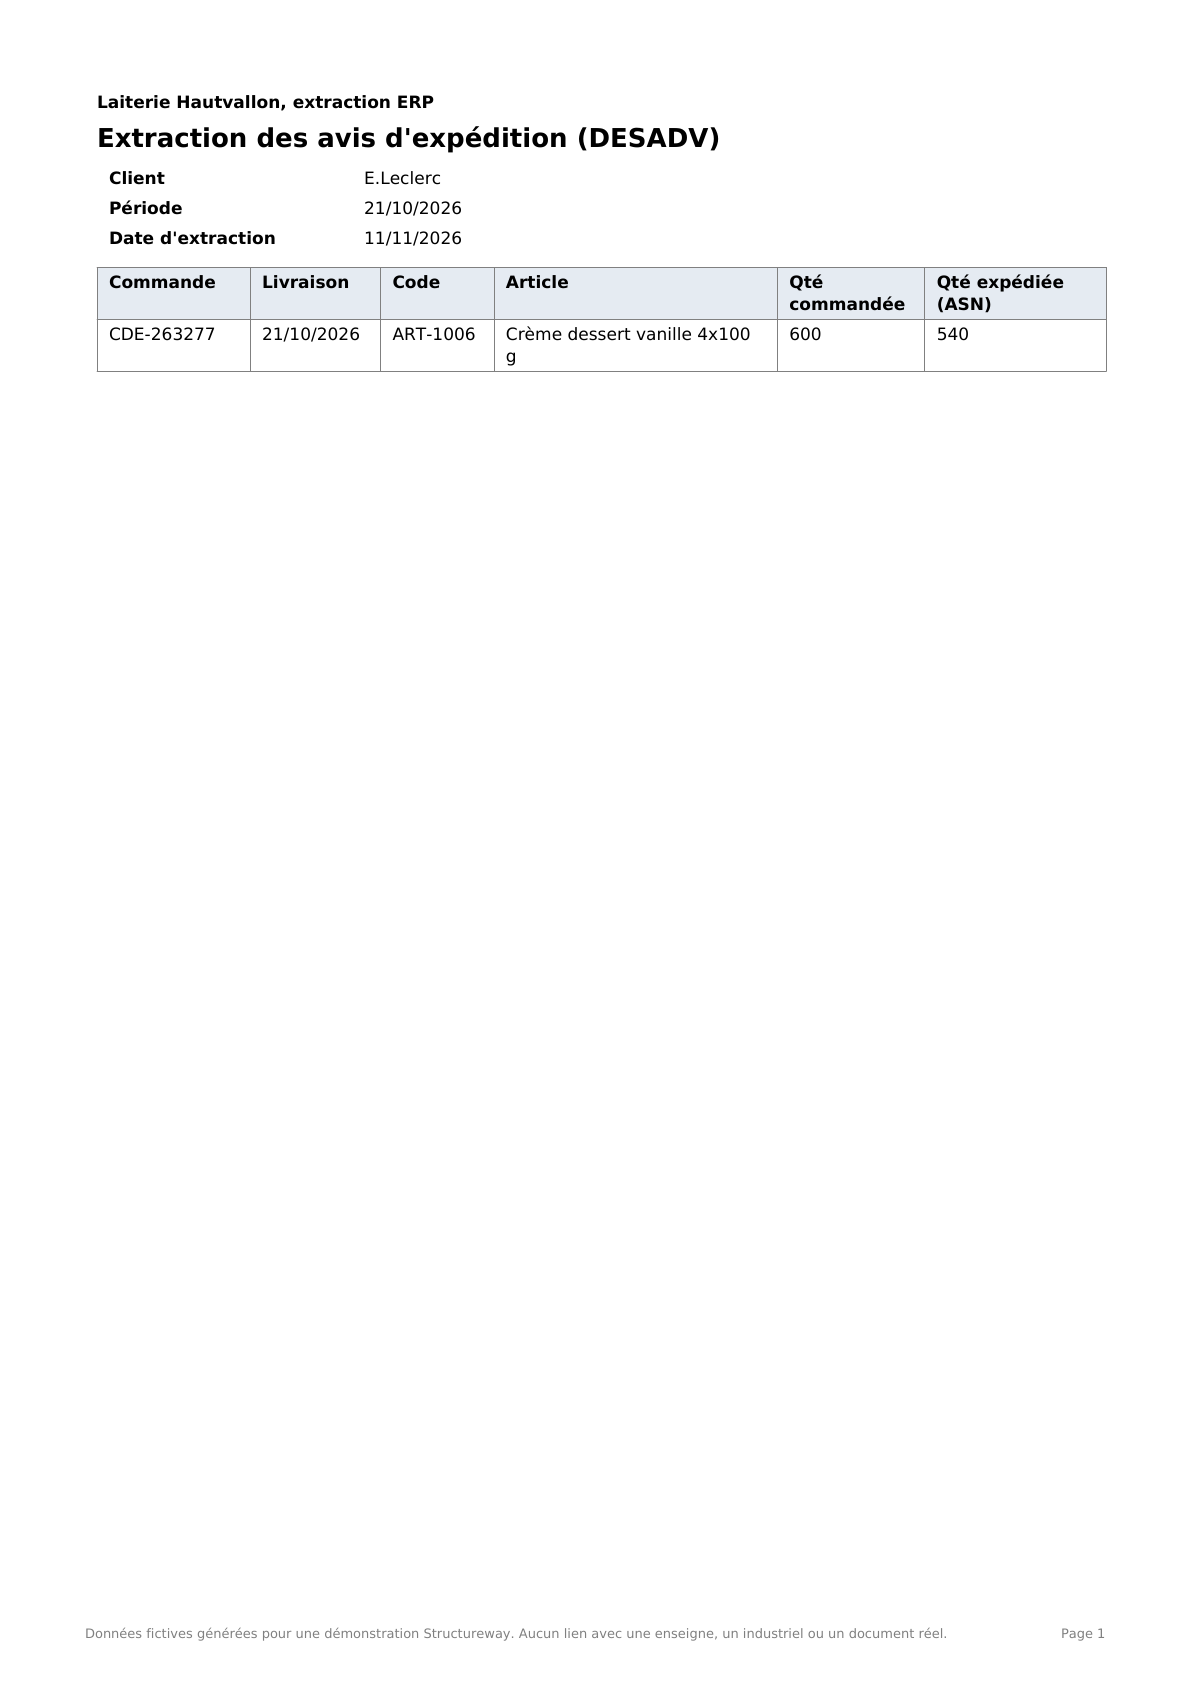 Laiterie Hautvallon, extraction ERP
Extraction des avis d'expédition (DESADV)
Client E.Leclerc
Période 21/10/2026
Date d'extraction 11/11/2026
Commande Livraison Code Article Qté commandée Qté expédiée (ASN)
CDE-263277 21/10/2026 ART-1006 Crème dessert vanille 4x100 g 600 540
Données fictives générées pour une démonstration Structureway. Aucun lien avec une enseigne, un industriel ou un document réel. Page 1